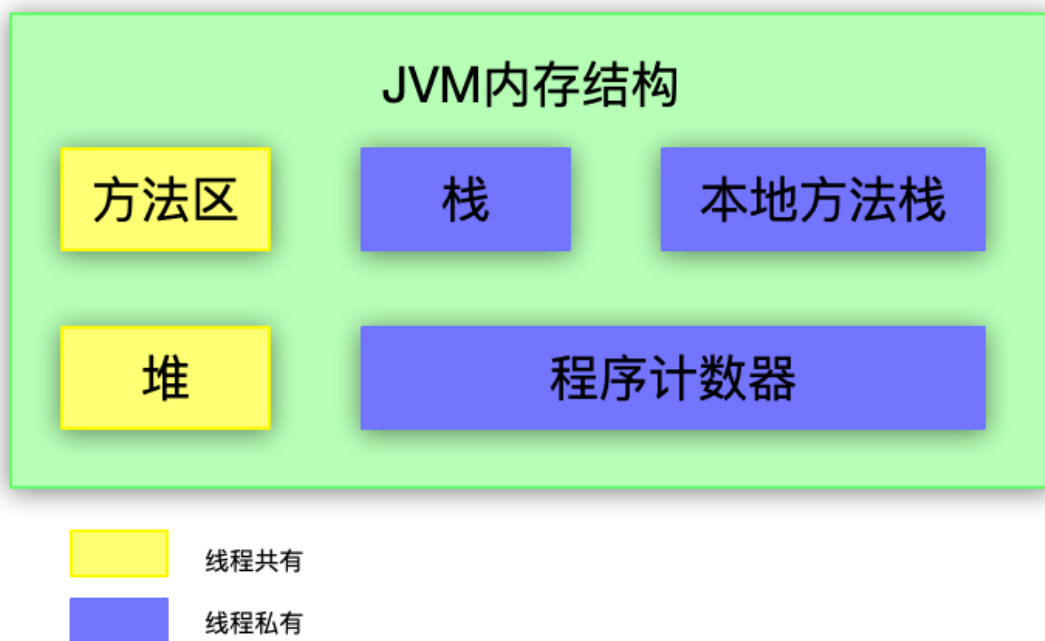 JVM内存结构
方法区
栈
本地方法栈
堆
程序计数器
线程共有
线程私有